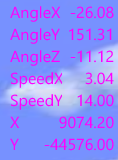 AngleX -26.08
AngleY 151.31
AngleZ -11.12
SpeedX 3.04
SpeedY 14.00
X 9074.20
Y -44576.00